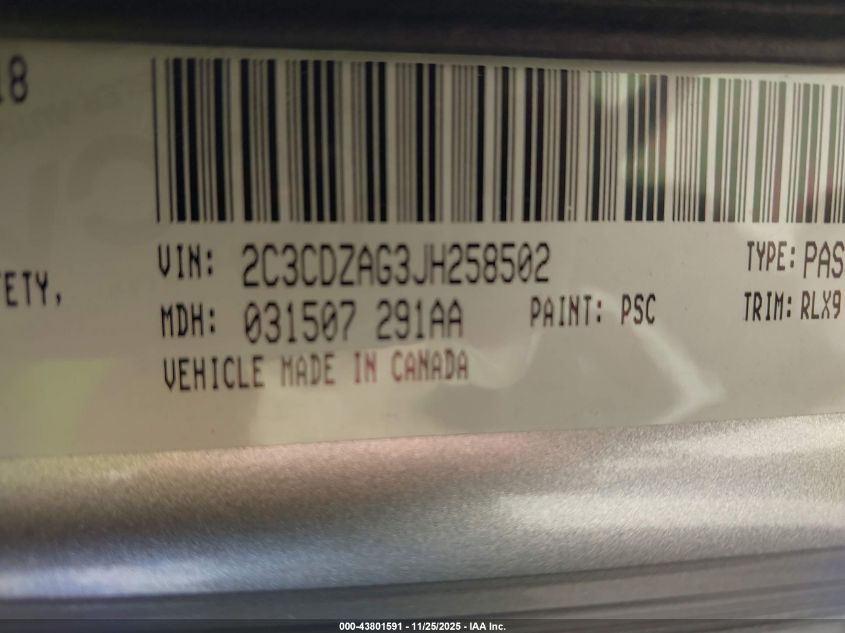 18
VIN: 2C3CDZAG3JH258502
TYPE: PAS
ETY,
MDH: 031507 291AA
PAINT: PSC
TRIM: RLX9
VEHICLE MADE IN CANADA
000-43801591 - 11/25/2025 - IAA Inc.